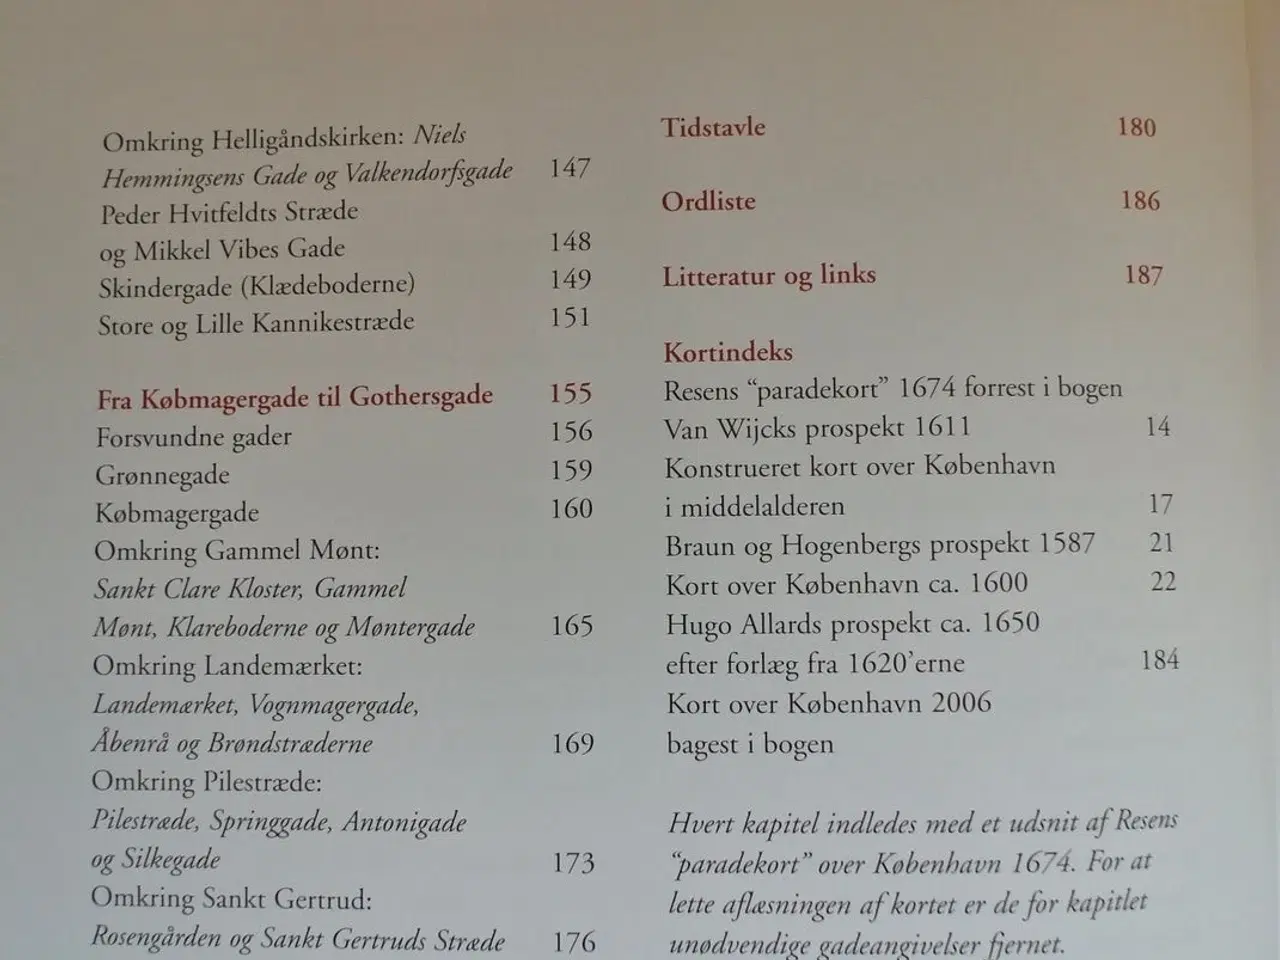 Omkring Helligåndskirken: Niels
Hemmingsens Gade og Valkendorfsgade 147
Peder Hvitfeldts Stræde
og Mikkel Vibes Gade 148
Skindergade (Klædeboderne) 149
Store og Lille Kannikestræde 151
Fra Købmagergade til Gothersgade 155
Forsvundne gader 156
Grønnegade 159
Købmagergade 160
Omkring Gammel Mønt:
Sankt Clare Kloster, Gammel
Mønt, Klareboderne og Møntergade 165
Omkring Landemærket:
Landemærket, Vognmagergade,
Åbenrå og Brøndstræderne 169
Omkring Pilestræde:
Pilestræde, Springgade, Antonigade
og Silkegade 173
Omkring Sankt Gertrud:
Rosengården og Sankt Gertruds Stræde 176
Tidstavle 180
Ordliste 186
Litteratur og links 187
Kortindeks
Resens “paradekort” 1674 forrest i bogen
Van Wijcks prospekt 1611 14
Konstrueret kort over København
i middelalderen 17
Braun og Hogenbergs prospekt 1587 21
Kort over København ca. 1600 22
Hugo Allards prospekt ca. 1650
efter forlæg fra 1620’erne 184
Kort over København 2006
bagest i bogen
Hvert kapitel indledes med et udsnit af Resens
“paradekort” over København 1674. For at
lette aflæsningen af kortet er de for kapitlet
unødvendige gadeangivelser fjernet.